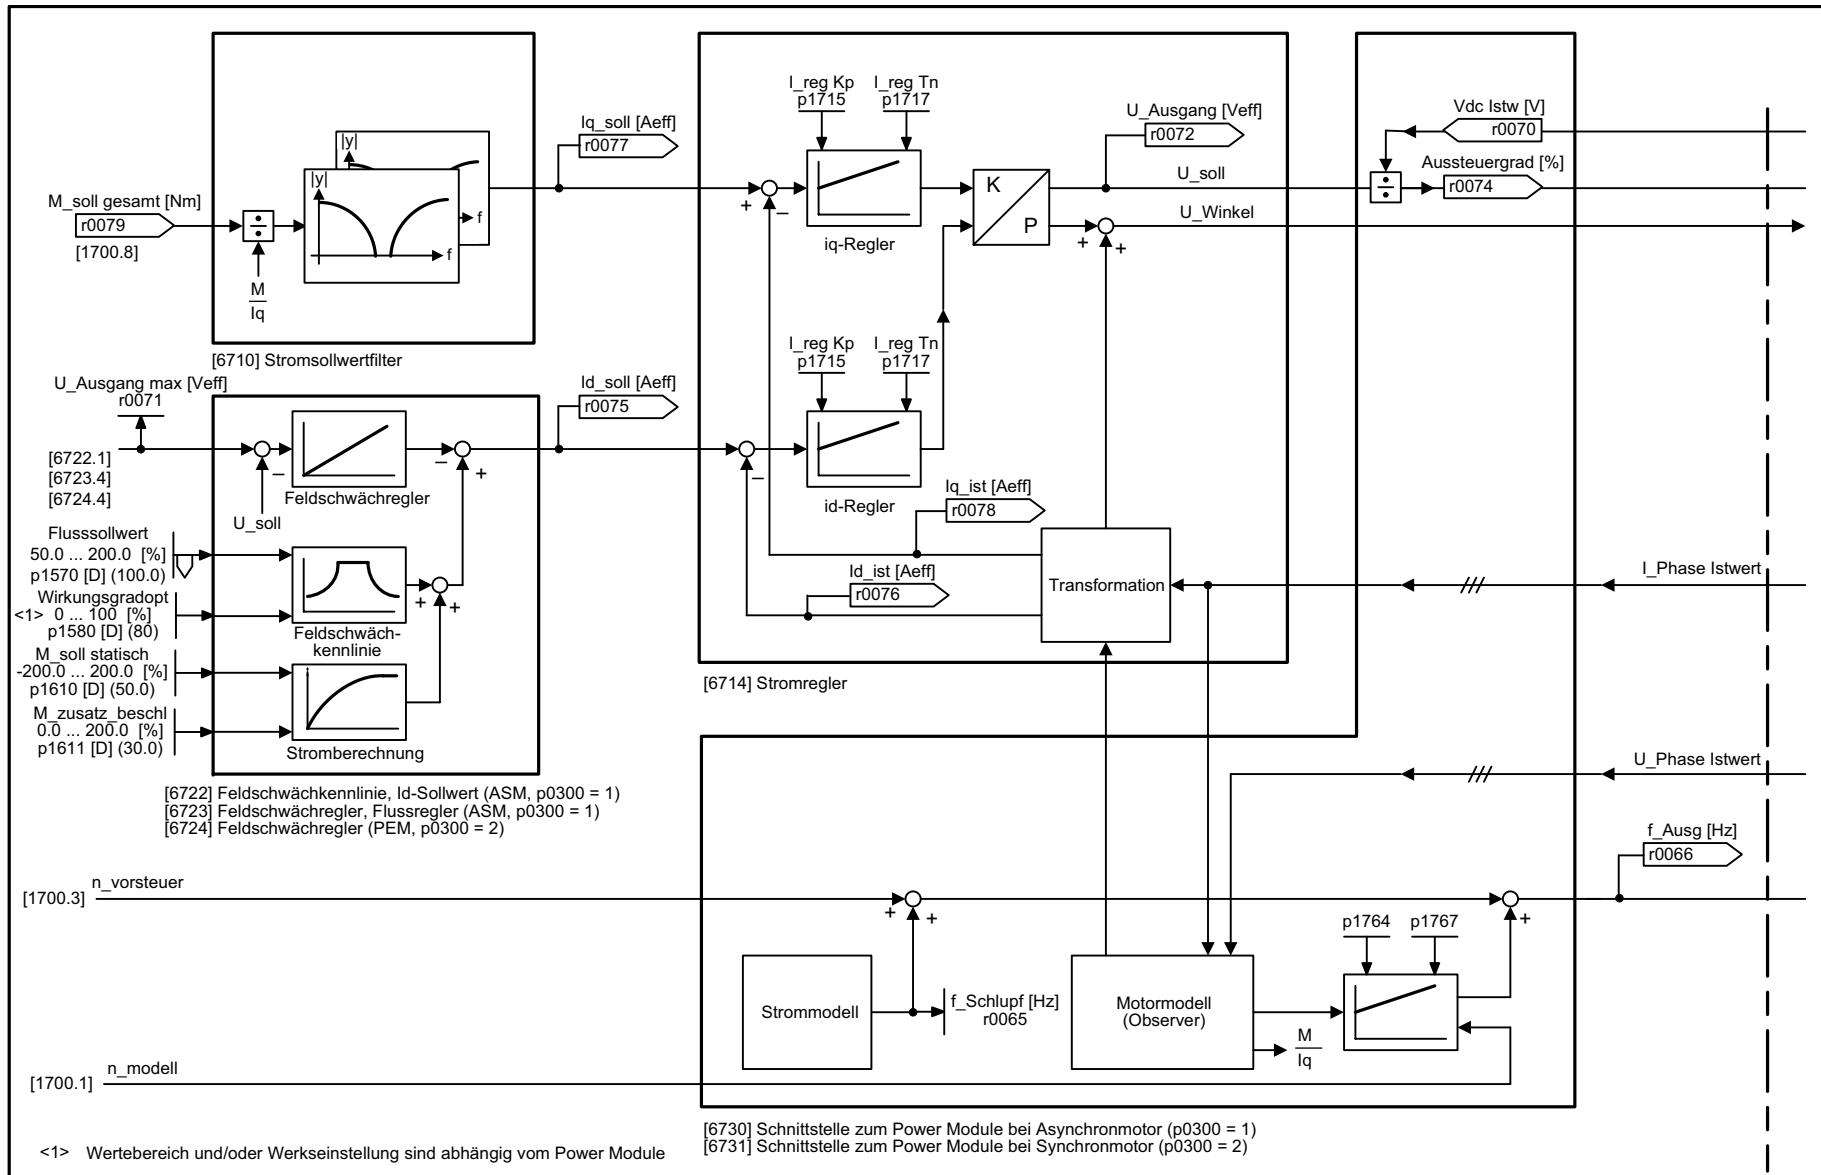 M_soll gesamt [Nm]
r0079
[1700.8]
÷
M
Iq
|y|
f
|y|
f
[6710] Stromsollwertfilter
Iq_soll [Aeff]
r0077
I_reg Kp
p1715
I_reg Tn
p1717
+
–
iq-Regler
K
P
U_Ausgang [Veff]
r0072
U_soll
U_Winkel
+
+
Vdc Istw [V]
r0070
÷
Aussteuergrad [%]
r0074
U_Ausgang max [Veff]
r0071
[6722.1]
[6723.4]
[6724.4]
–
U_soll
Feldschwächregler
–
+
Id_soll [Aeff]
r0075
I_reg Kp
p1715
I_reg Tn
p1717
–
id-Regler
Iq_ist [Aeff]
r0078
Id_ist [Aeff]
r0076
Transformation
I_Phase Istwert
[6714] Stromregler
Flusssollwert
50.0 ... 200.0 [%]
p1570 [D] (100.0)
Wirkungsgradopt
<1> 0 ... 100 [%]
p1580 [D] (80)
+
+
Feldschwäch-
kennlinie
M_soll statisch
-200.0 ... 200.0 [%]
p1610 [D] (50.0)
M_zusatz_beschl
0.0 ... 200.0 [%]
p1611 [D] (30.0)
Stromberechnung
[6722] Feldschwächkennlinie, Id-Sollwert (ASM, p0300 = 1)
[6723] Feldschwächregler, Flussregler (ASM, p0300 = 1)
[6724] Feldschwächregler (PEM, p0300 = 2)
U_Phase Istwert
f_Ausg [Hz]
r0066
[1700.3]
n_vorsteuer
+
+
+
p1764
p1767
Strommodell
f_Schlupf [Hz]
r0065
Motormodell
(Observer)
M
Iq
[1700.1]
n_modell
[6730] Schnittstelle zum Power Module bei Asynchronmotor (p0300 = 1)
[6731] Schnittstelle zum Power Module bei Synchronmotor (p0300 = 2)
<1> Wertebereich und/oder Werkseinstellung sind abhängig vom Power Module